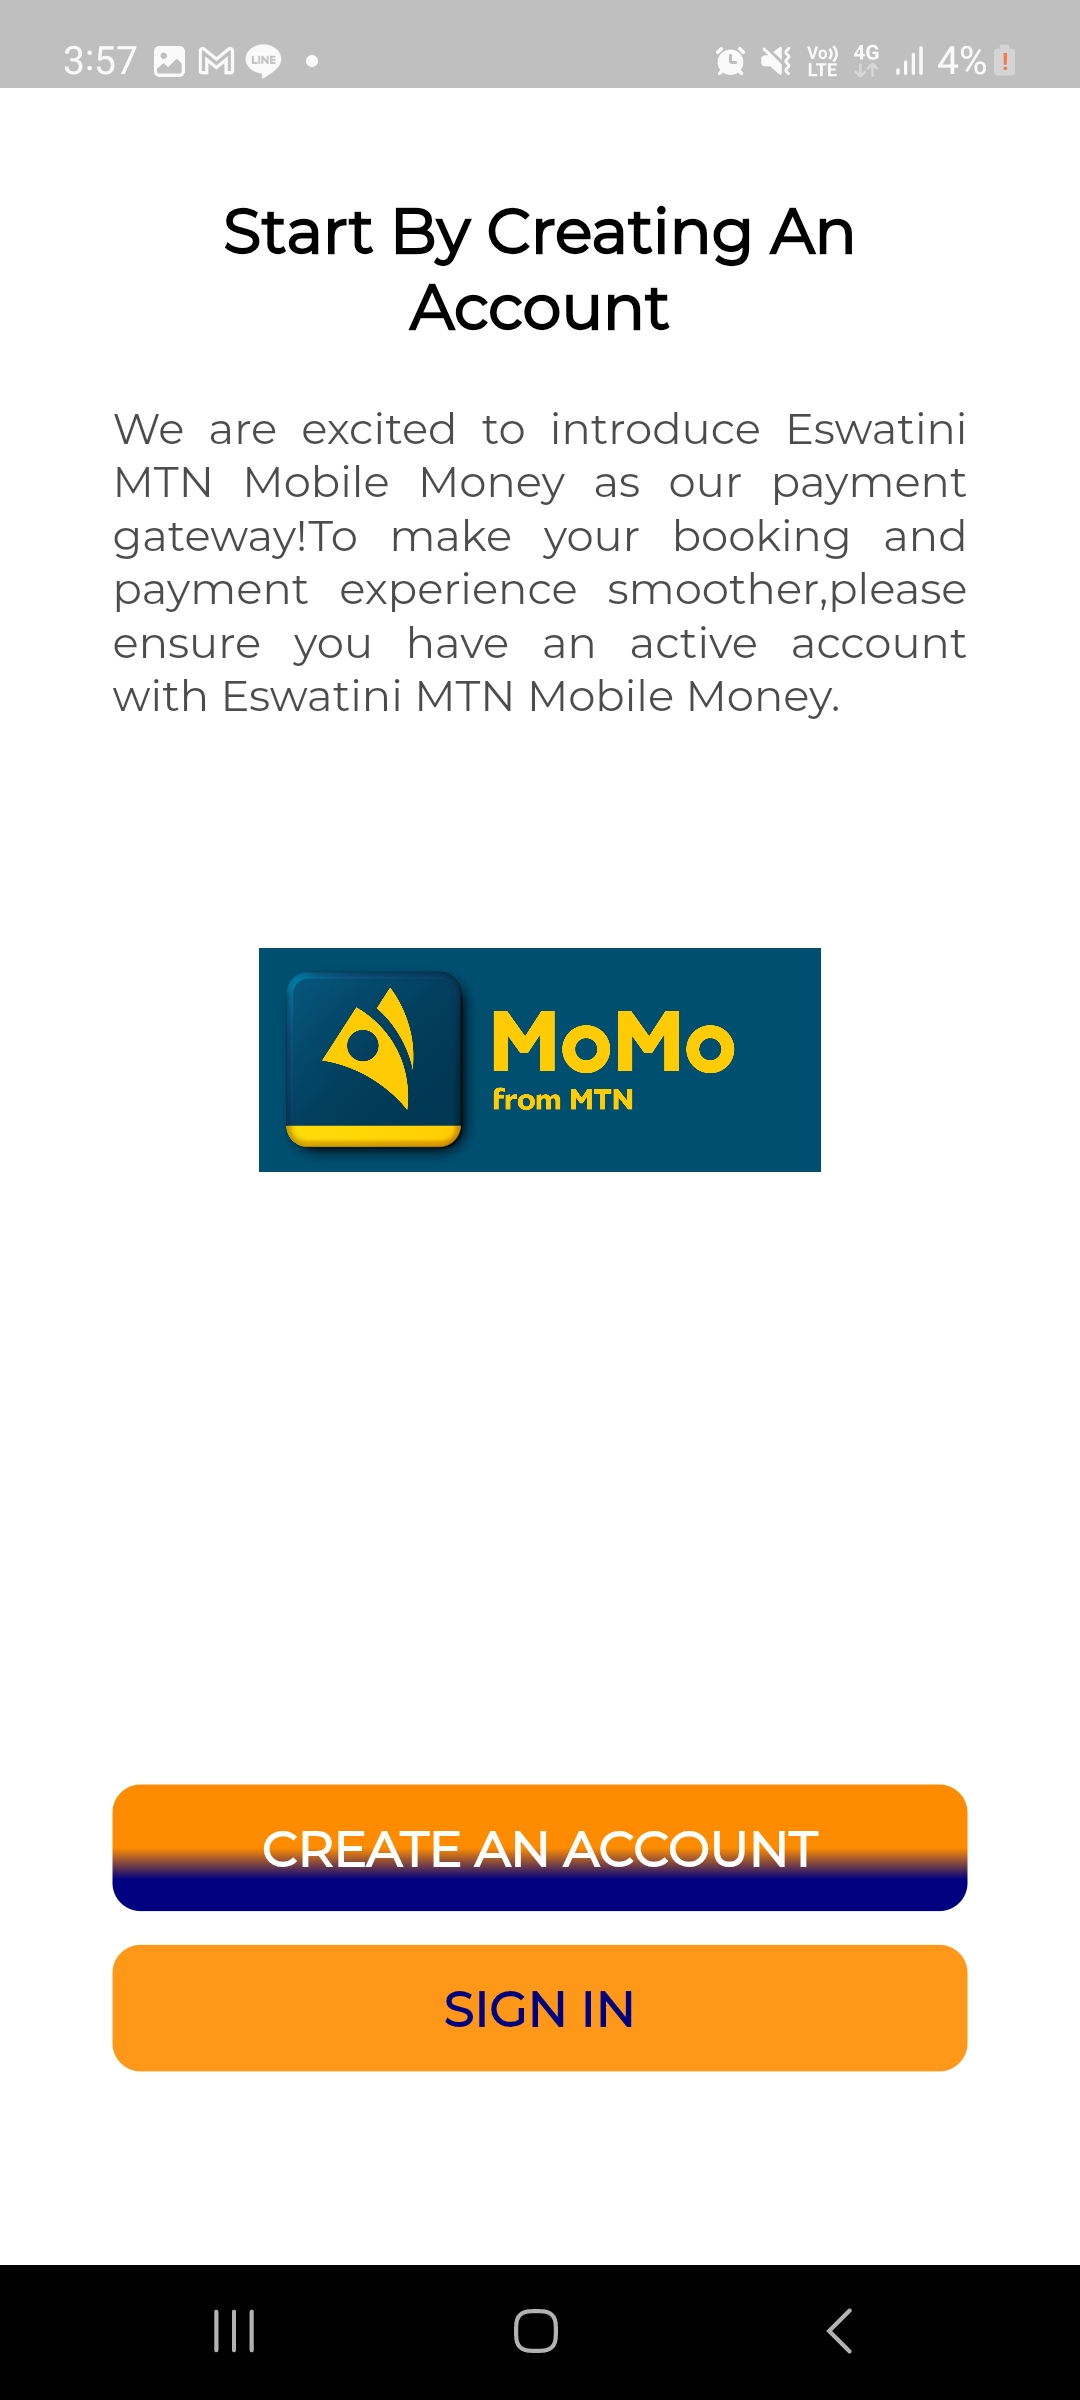 3:57
LINE
Vo)) LTE
4G
4%
Start By Creating An
Account
We are excited to introduce Eswatini
MTN Mobile Money as our payment
gateway!To make your booking and
payment experience smoother,please
ensure you have an active account
with Eswatini MTN Mobile Money.
MoMo
from MTN
CREATE AN ACCOUNT
SIGN IN